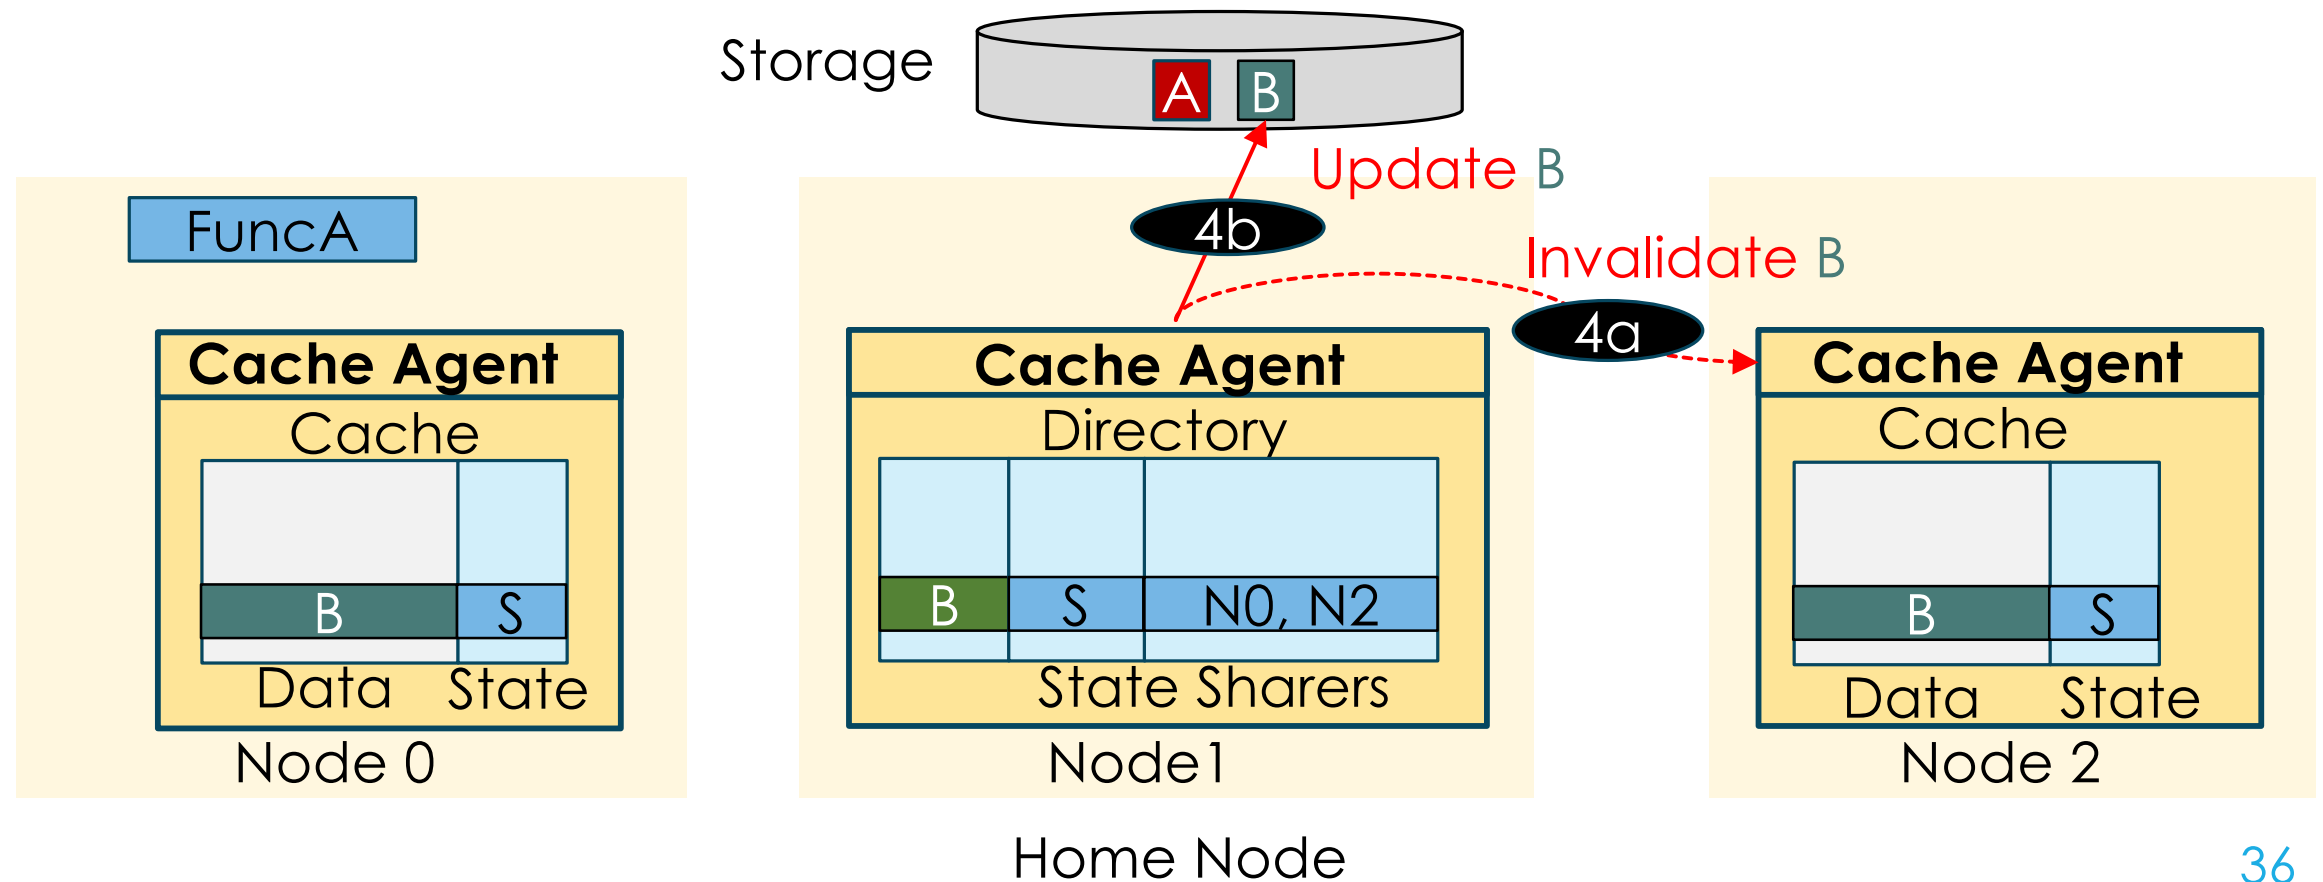 Storage
A B
Update B
FuncA
4b
Invalidate B
4a
Cache Agent
Cache
B S
Data State
Node 0
Cache Agent
Directory
B S N0, N2
State Sharers
Node1
Cache Agent
Cache
B S
Data State
Node 2
Home Node
36